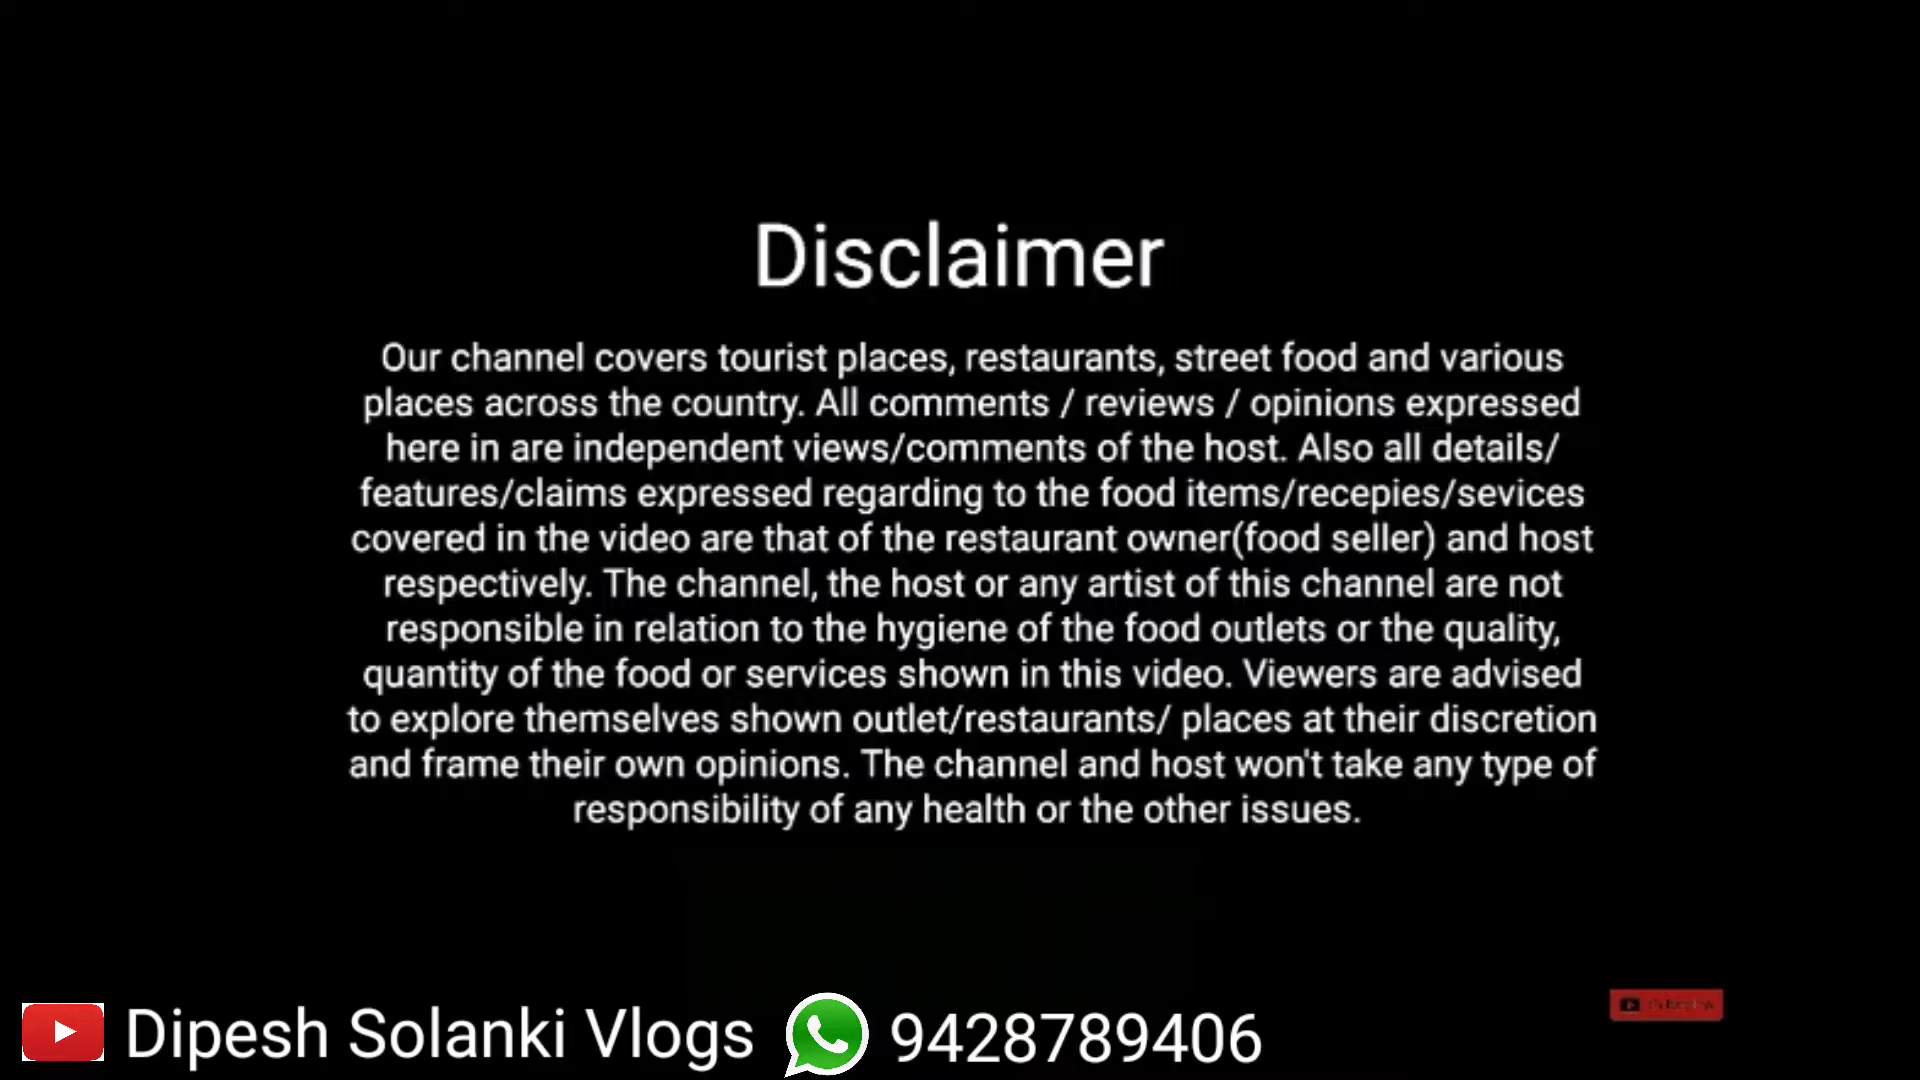 Disclaimer
Our channel covers tourist places, restaurants, street food and various
places across the country. All comments / reviews / opinions expressed
here in are independent views/comments of the host. Also all details/
features/claims expressed regarding to the food items/recepies/sevices
covered in the video are that of the restaurant owner(food seller) and host
respectively. The channel, the host or any artist of this channel are not
responsible in relation to the hygiene of the food outlets or the quality,
quantity of the food or services shown in this video. Viewers are advised
to explore themselves shown outlet/restaurants/ places at their discretion
and frame their own opinions. The channel and host won't take any type of
responsibility of any health or the other issues.
Dipesh Solanki Vlogs 9428789406